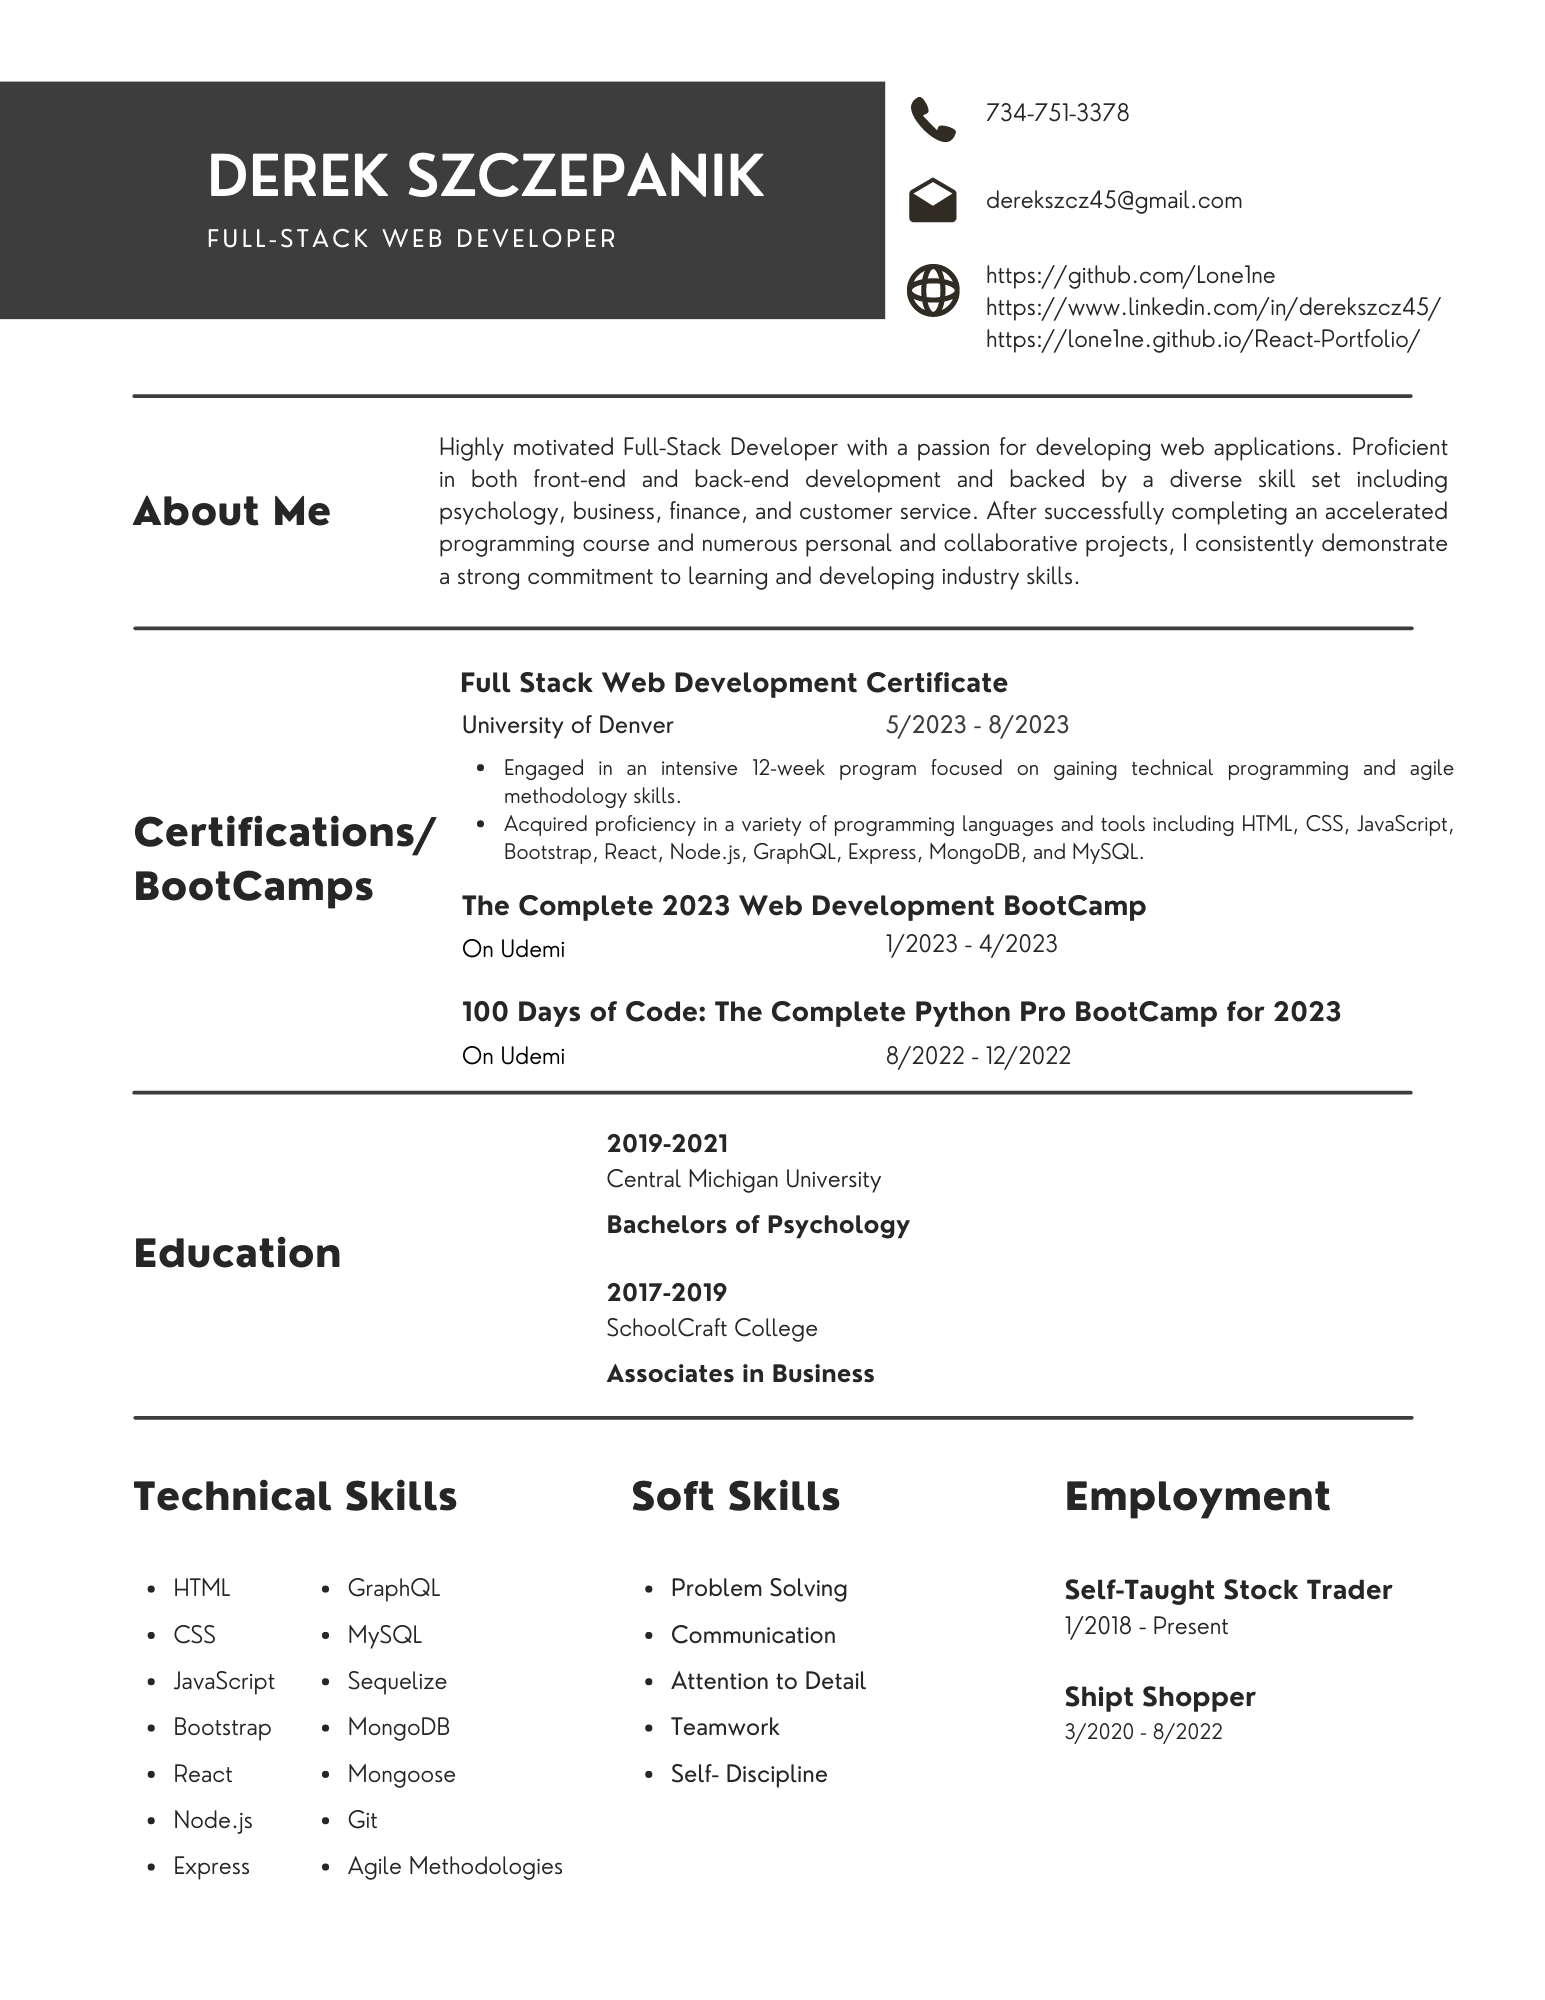 DEREK SZCZEPANIK
FULL-STACK WEB DEVELOPER
734-751-3378
derekszcz45@gmail.com
https://github.com/Lone1ne
https://www.linkedin.com/in/derekszcz45/
https://lone1ne.github.io/React-Portfolio/
About Me
Highly motivated Full-Stack Developer with a passion for developing web applications. Proficient
in both front-end and back-end development and backed by a diverse skill set including
psychology, business, finance, and customer service. After successfully completing an accelerated
programming course and numerous personal and collaborative projects, I consistently demonstrate
a strong commitment to learning and developing industry skills.
Certifications/
BootCamps
Full Stack Web Development Certificate
University of Denver 5/2023 - 8/2023
• Engaged in an intensive 12-week program focused on gaining technical programming and agile
methodology skills.
• Acquired proficiency in a variety of programming languages and tools including HTML, CSS, JavaScript,
Bootstrap, React, Node.js, GraphQL, Express, MongoDB, and MySQL.
The Complete 2023 Web Development BootCamp
On Udemi 1/2023 - 4/2023
100 Days of Code: The Complete Python Pro BootCamp for 2023
On Udemi 8/2022 - 12/2022
Education
2019-2021
Central Michigan University
Bachelors of Psychology
2017-2019
SchoolCraft College
Associates in Business
Technical Skills
• HTML
• CSS
• JavaScript
• Bootstrap
• React
• Node.js
• Express
• GraphQL
• MySQL
• Sequelize
• MongoDB
• Mongoose
• Git
• Agile Methodologies
Soft Skills
• Problem Solving
• Communication
• Attention to Detail
• Teamwork
• Self- Discipline
Employment
Self-Taught Stock Trader
1/2018 - Present
Shipt Shopper
3/2020 - 8/2022